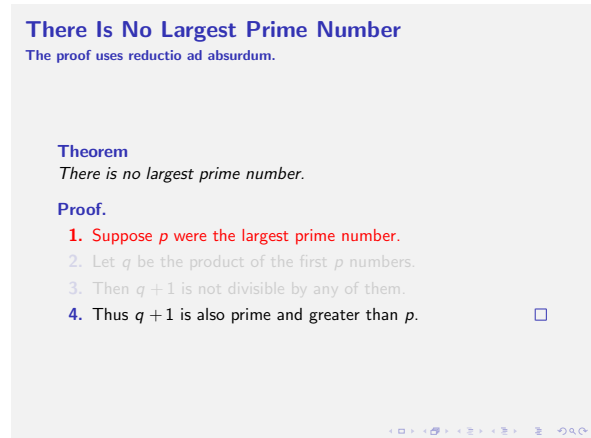 There Is No Largest Prime Number
The proof uses reductio ad absurdum.
Theorem
There is no largest prime number.
Proof.
1. Suppose p were the largest prime number.
2. Let q be the product of the first p numbers.
3. Then q + 1 is not divisible by any of them.
4. Thus q + 1 is also prime and greater than p.